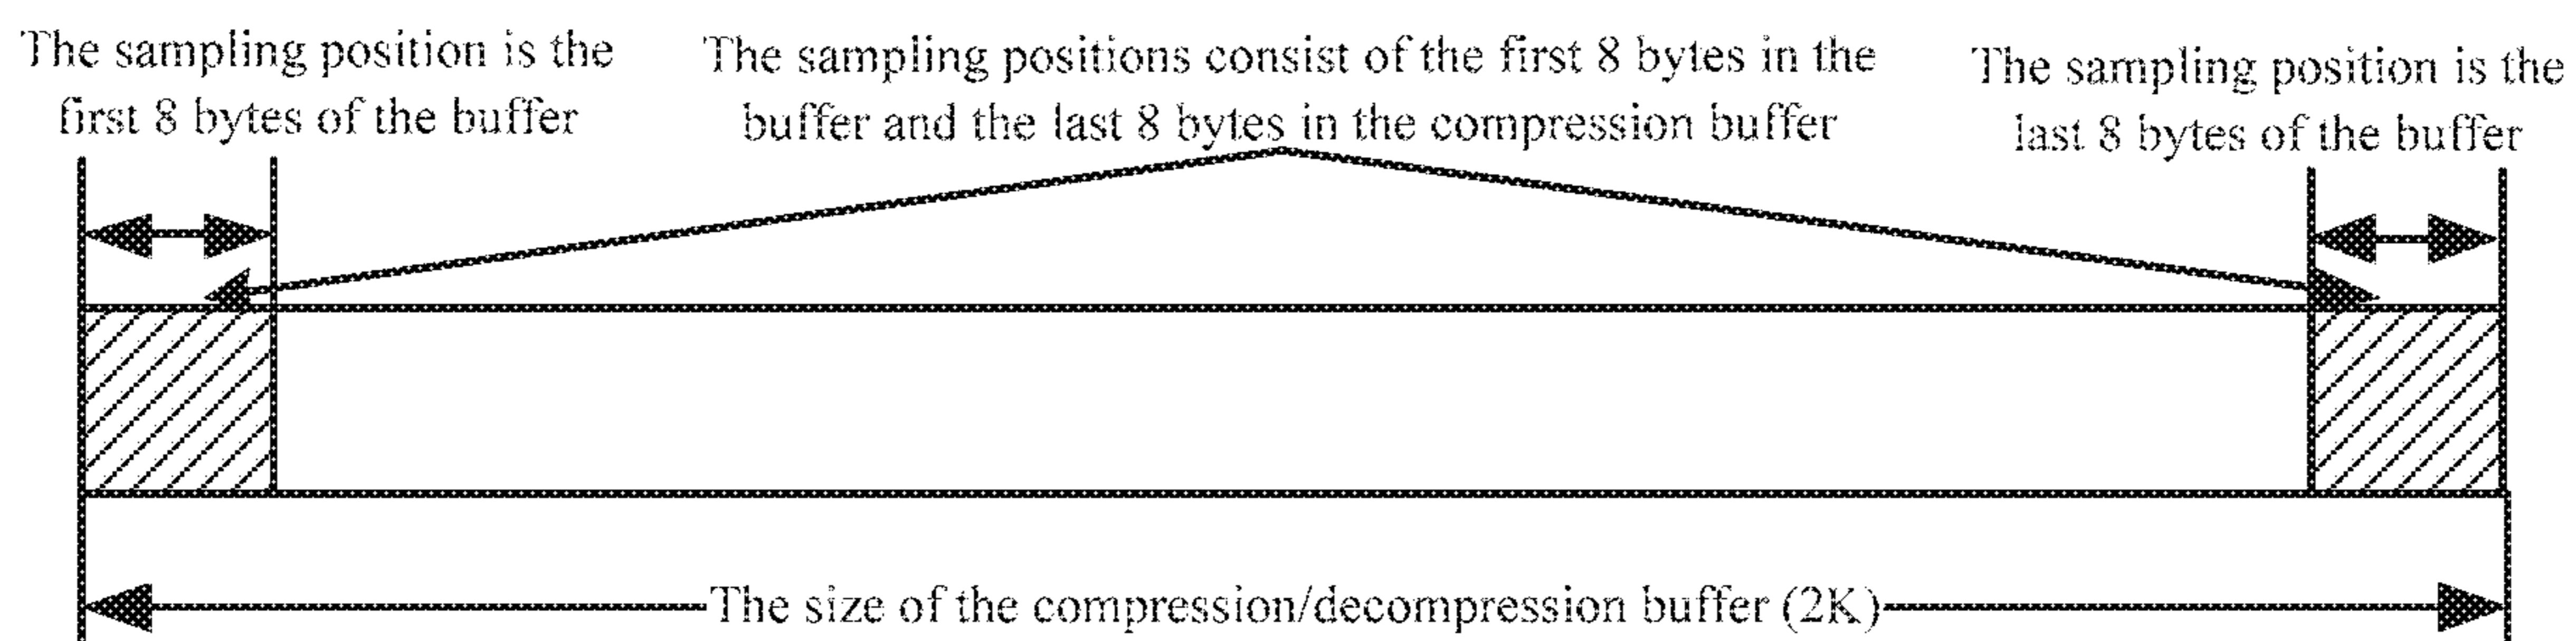 The sampling position is the
first 8 bytes of the buffer
The sampling positions consist of the first 8 bytes in the
buffer and the last 8 bytes in the compression buffer
The sampling position is the
last 8 bytes of the buffer
The size of the compression/decompression buffer (2K)